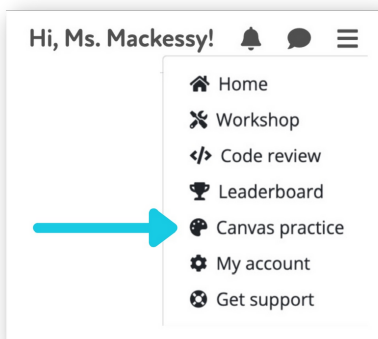 Hi, Ms. Mackessy!
Home
Workshop
Code review
Leaderboard
Canvas practice
My account
Get support